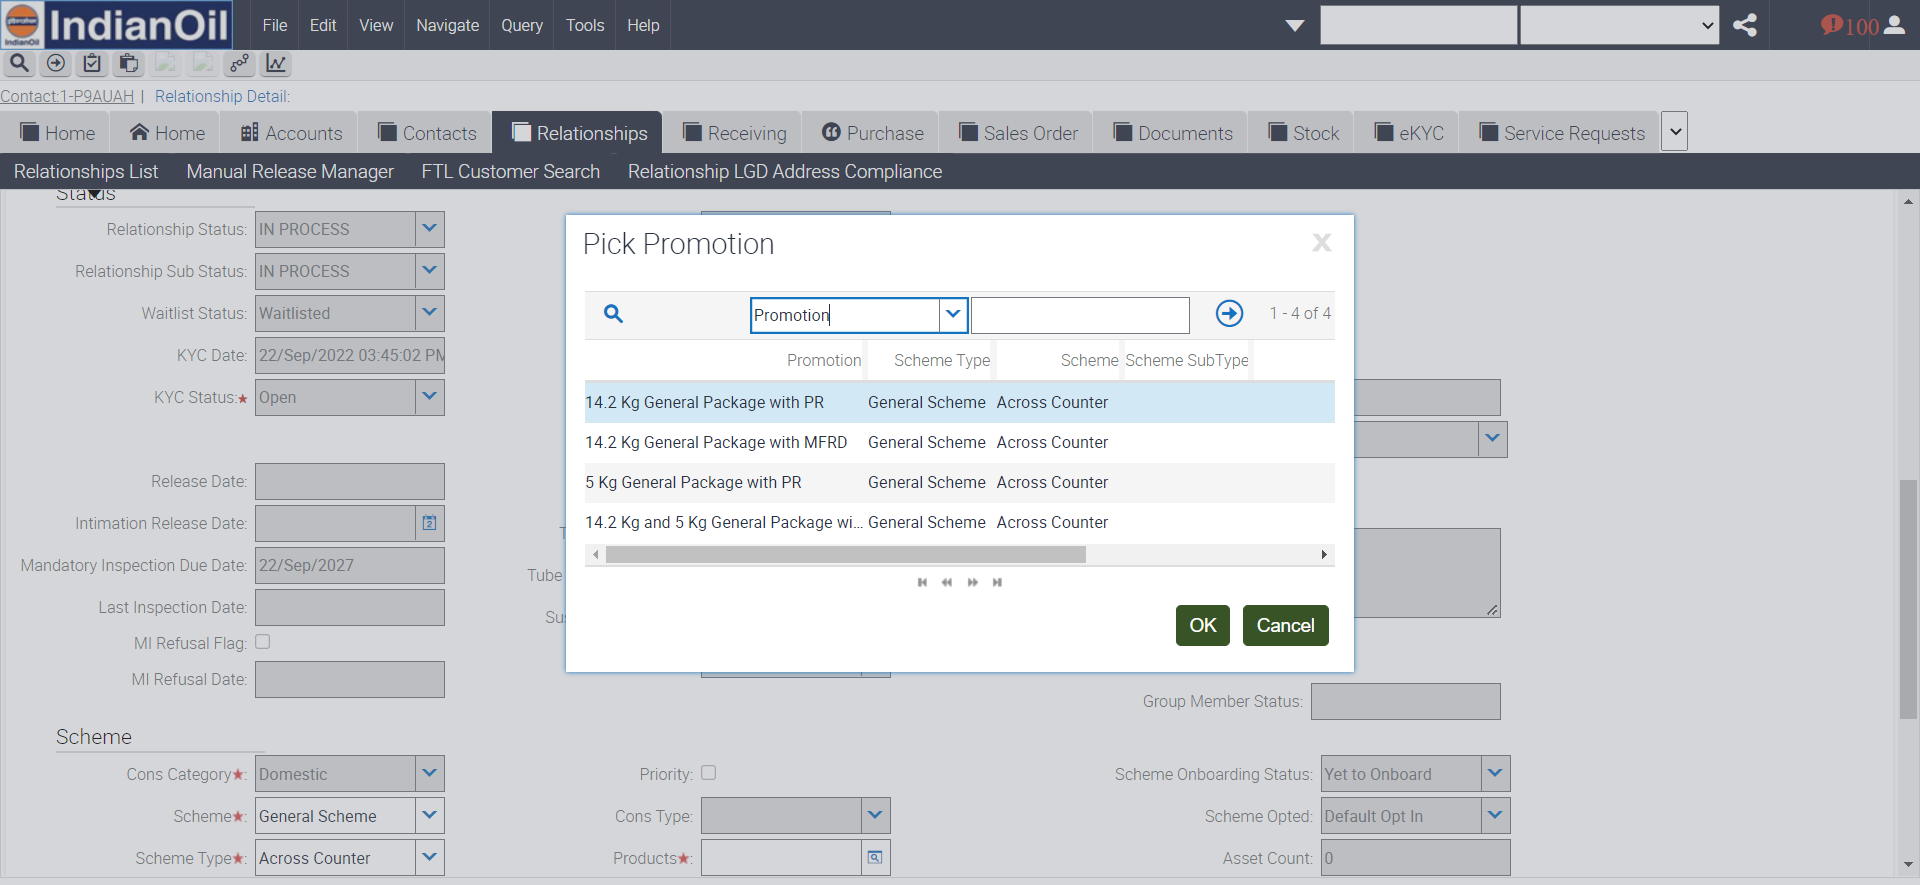 IndianOil
IndianOil
File Edit View Navigate Query Tools Help
100
Contact:1-P9AUAH | Relationship Detail:
Home Home Accounts Contacts Relationships Receiving Purchase Sales Order Documents Stock eKYC Service Requests
Relationships List Manual Release Manager FTL Customer Search Relationship LGD Address Compliance
Status
Relationship Status: IN PROCESS
Relationship Sub Status: IN PROCESS
Waitlist Status: Waitlisted
KYC Date: 22/Sep/2022 03:45:02 PM
KYC Status:★ Open
Release Date:
Intimation Release Date: 2
Mandatory Inspection Due Date: 22/Sep/2027
Tube
Last Inspection Date:
MI Refusal Flag:
MI Refusal Date:
Pick Promotion X
Promotion 1 - 4 of 4
Promotion Scheme Type Scheme Scheme SubType
14.2 Kg General Package with PR General Scheme Across Counter
14.2 Kg General Package with MFRD General Scheme Across Counter
5 Kg General Package with PR General Scheme Across Counter
14.2 Kg and 5 Kg General Package wi... General Scheme Across Counter
OK Cancel
Group Member Status:
Scheme
Cons Category★: Domestic Priority: Scheme Onboarding Status: Yet to Onboard
Scheme★: General Scheme Cons Type: Scheme Opted: Default Opt In
Scheme Type★: Across Counter Products★: Asset Count: 0